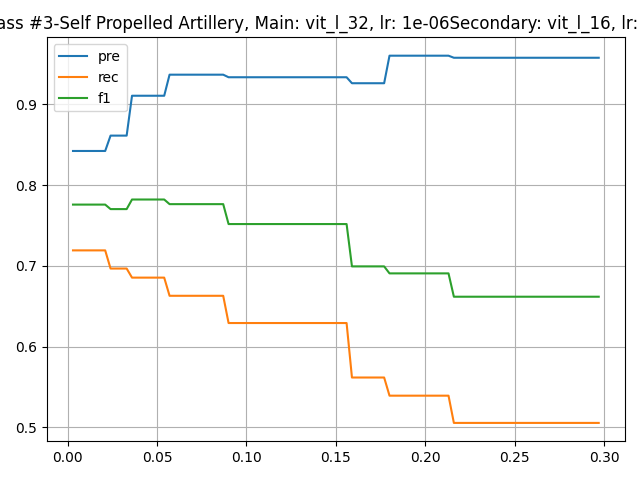 ass #3-Self Propelled Artillery, Main: vit_l_32, lr: 1e-06Secondary: vit_l_16, lr:
pre
rec
f1
0.9
0.8
0.7
0.6
0.5
0.00 0.05 0.10 0.15 0.20 0.25 0.30